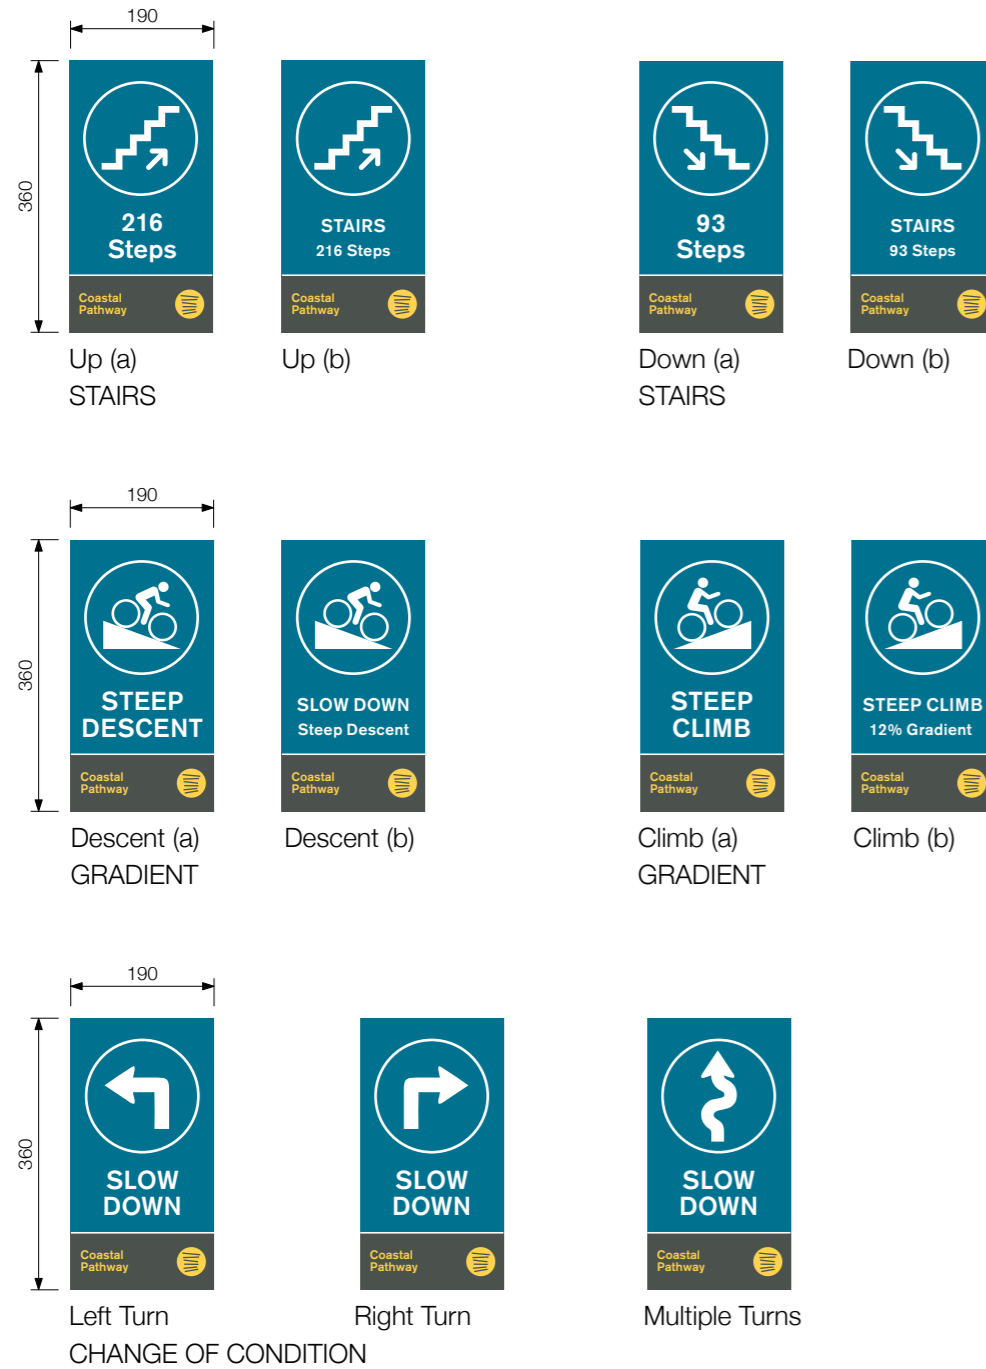 190
360
216
Steps
Coastal
Pathway
STAIRS
216 Steps
Coastal
Pathway
93
Steps
Coastal
Pathway
STAIRS
93 Steps
Coastal
Pathway
Up (a)
STAIRS
Up (b)
Down (a)
STAIRS
Down (b)
190
360
STEEP
DESCENT
Coastal
Pathway
SLOW DOWN
Steep Descent
Coastal
Pathway
STEEP
CLIMB
Coastal
Pathway
STEEP CLIMB
12% Gradient
Coastal
Pathway
Descent (a)
GRADIENT
Descent (b)
Climb (a)
GRADIENT
Climb (b)
190
360
SLOW
DOWN
Coastal
Pathway
SLOW
DOWN
Coastal
Pathway
SLOW
DOWN
Coastal
Pathway
Left Turn
Right Turn
Multiple Turns
CHANGE OF CONDITION